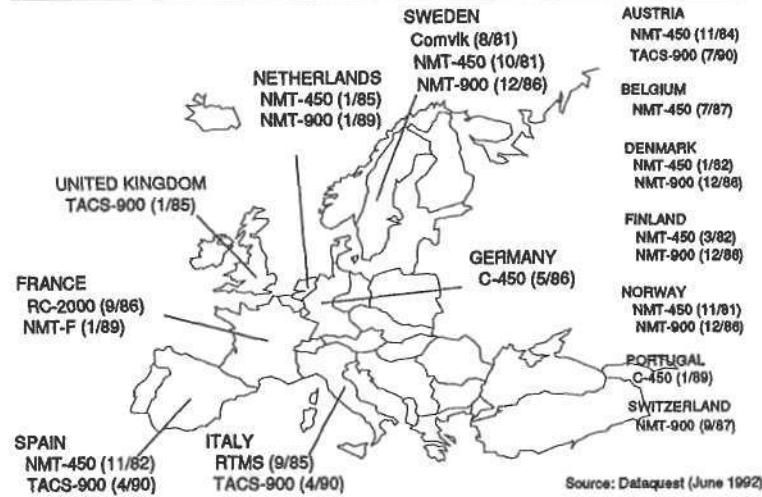 SWEDEN
Comvik (8/81)
NMT-450 (10/81)
NMT-900 (12/86)
NETHERLANDS
NMT-450 (1/85)
NMT-900 (1/89)
UNITED KINGDOM
TACS-900 (1/85)
GERMANY
C-450 (5/86)
FRANCE
RC-2000 (9/86)
NMT-F (1/89)
SPAIN
NMT-450 (11/82)
TACS-900 (4/90)
ITALY
RTMS (9/85)
TACS-900 (4/90)
AUSTRIA
NMT-450 (11/84)
TACS-900 (7/90)
BELGIUM
NMT-450 (7/87)
DENMARK
NMT-450 (1/82)
NMT-900 (12/86)
FINLAND
NMT-450 (3/82)
NMT-900 (12/86)
NORWAY
NMT-450 (11/81)
NMT-900 (12/86)
PORTUGAL
C-450 (1/89)
SWITZERLAND
NMT-900 (9/87)
Source: Dataquest (June 1992)